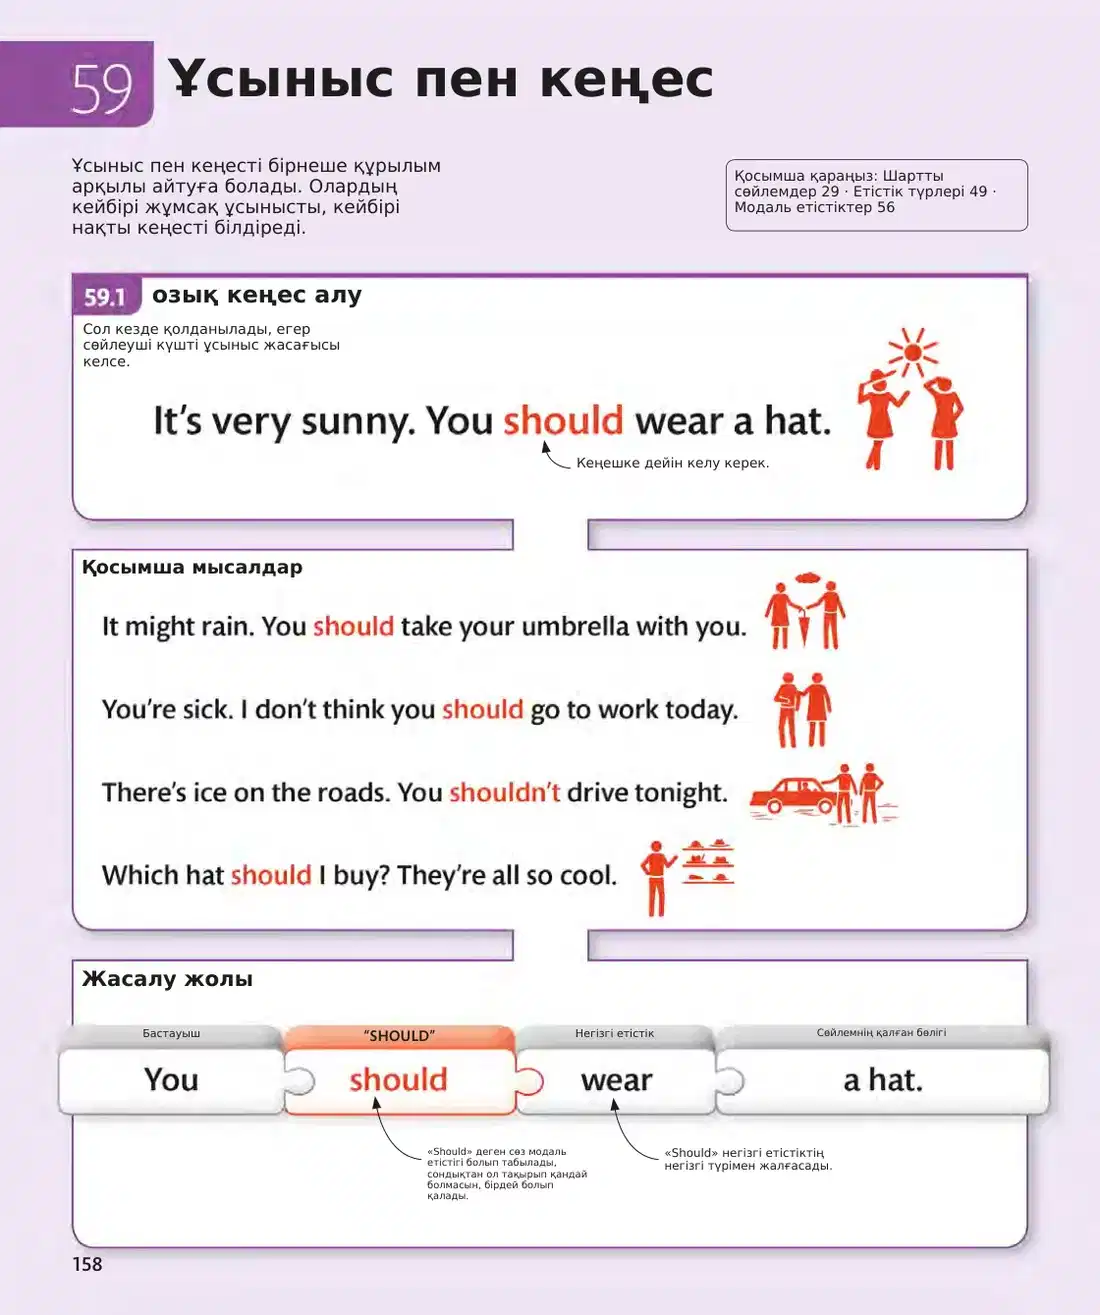 59
Ұсыныс пен кеңес
Ұсыныс пен кеңесті бірнеше құрылым
арқылы айтуға болады. Олардың
кейбірі жұмсақ ұсынысты, кейбірі
нақты кеңесті білдіреді.
Қосымша қараңыз: Шартты
сөйлемдер 29 · Етістік түрлері 49 ·
Модаль етістіктер 56
59.1 озық кеңес алу
Сол кезде қолданылады, егер
сөйлеуші күшті ұсыныс жасағысы
келсе.
It’s very sunny. You should wear a hat.
Кеңешке дейін келу керек.
Қосымша мысалдар
It might rain. You should take your umbrella with you.
You’re sick. I don’t think you should go to work today.
There’s ice on the roads. You shouldn’t drive tonight.
Which hat should I buy? They’re all so cool.
Жасалу жолы
Бастауыш “SHOULD” Негізгі етістік Сөйлемнің қалған бөлігі
You should wear a hat.
«Should» деген сөз модаль
етістігі болып табылады,
сондықтан ол тақырып қандай
болмасын, бірдей болып
қалады.
«Should» негізгі етістіктің
негізгі түрімен жалғасады.
158